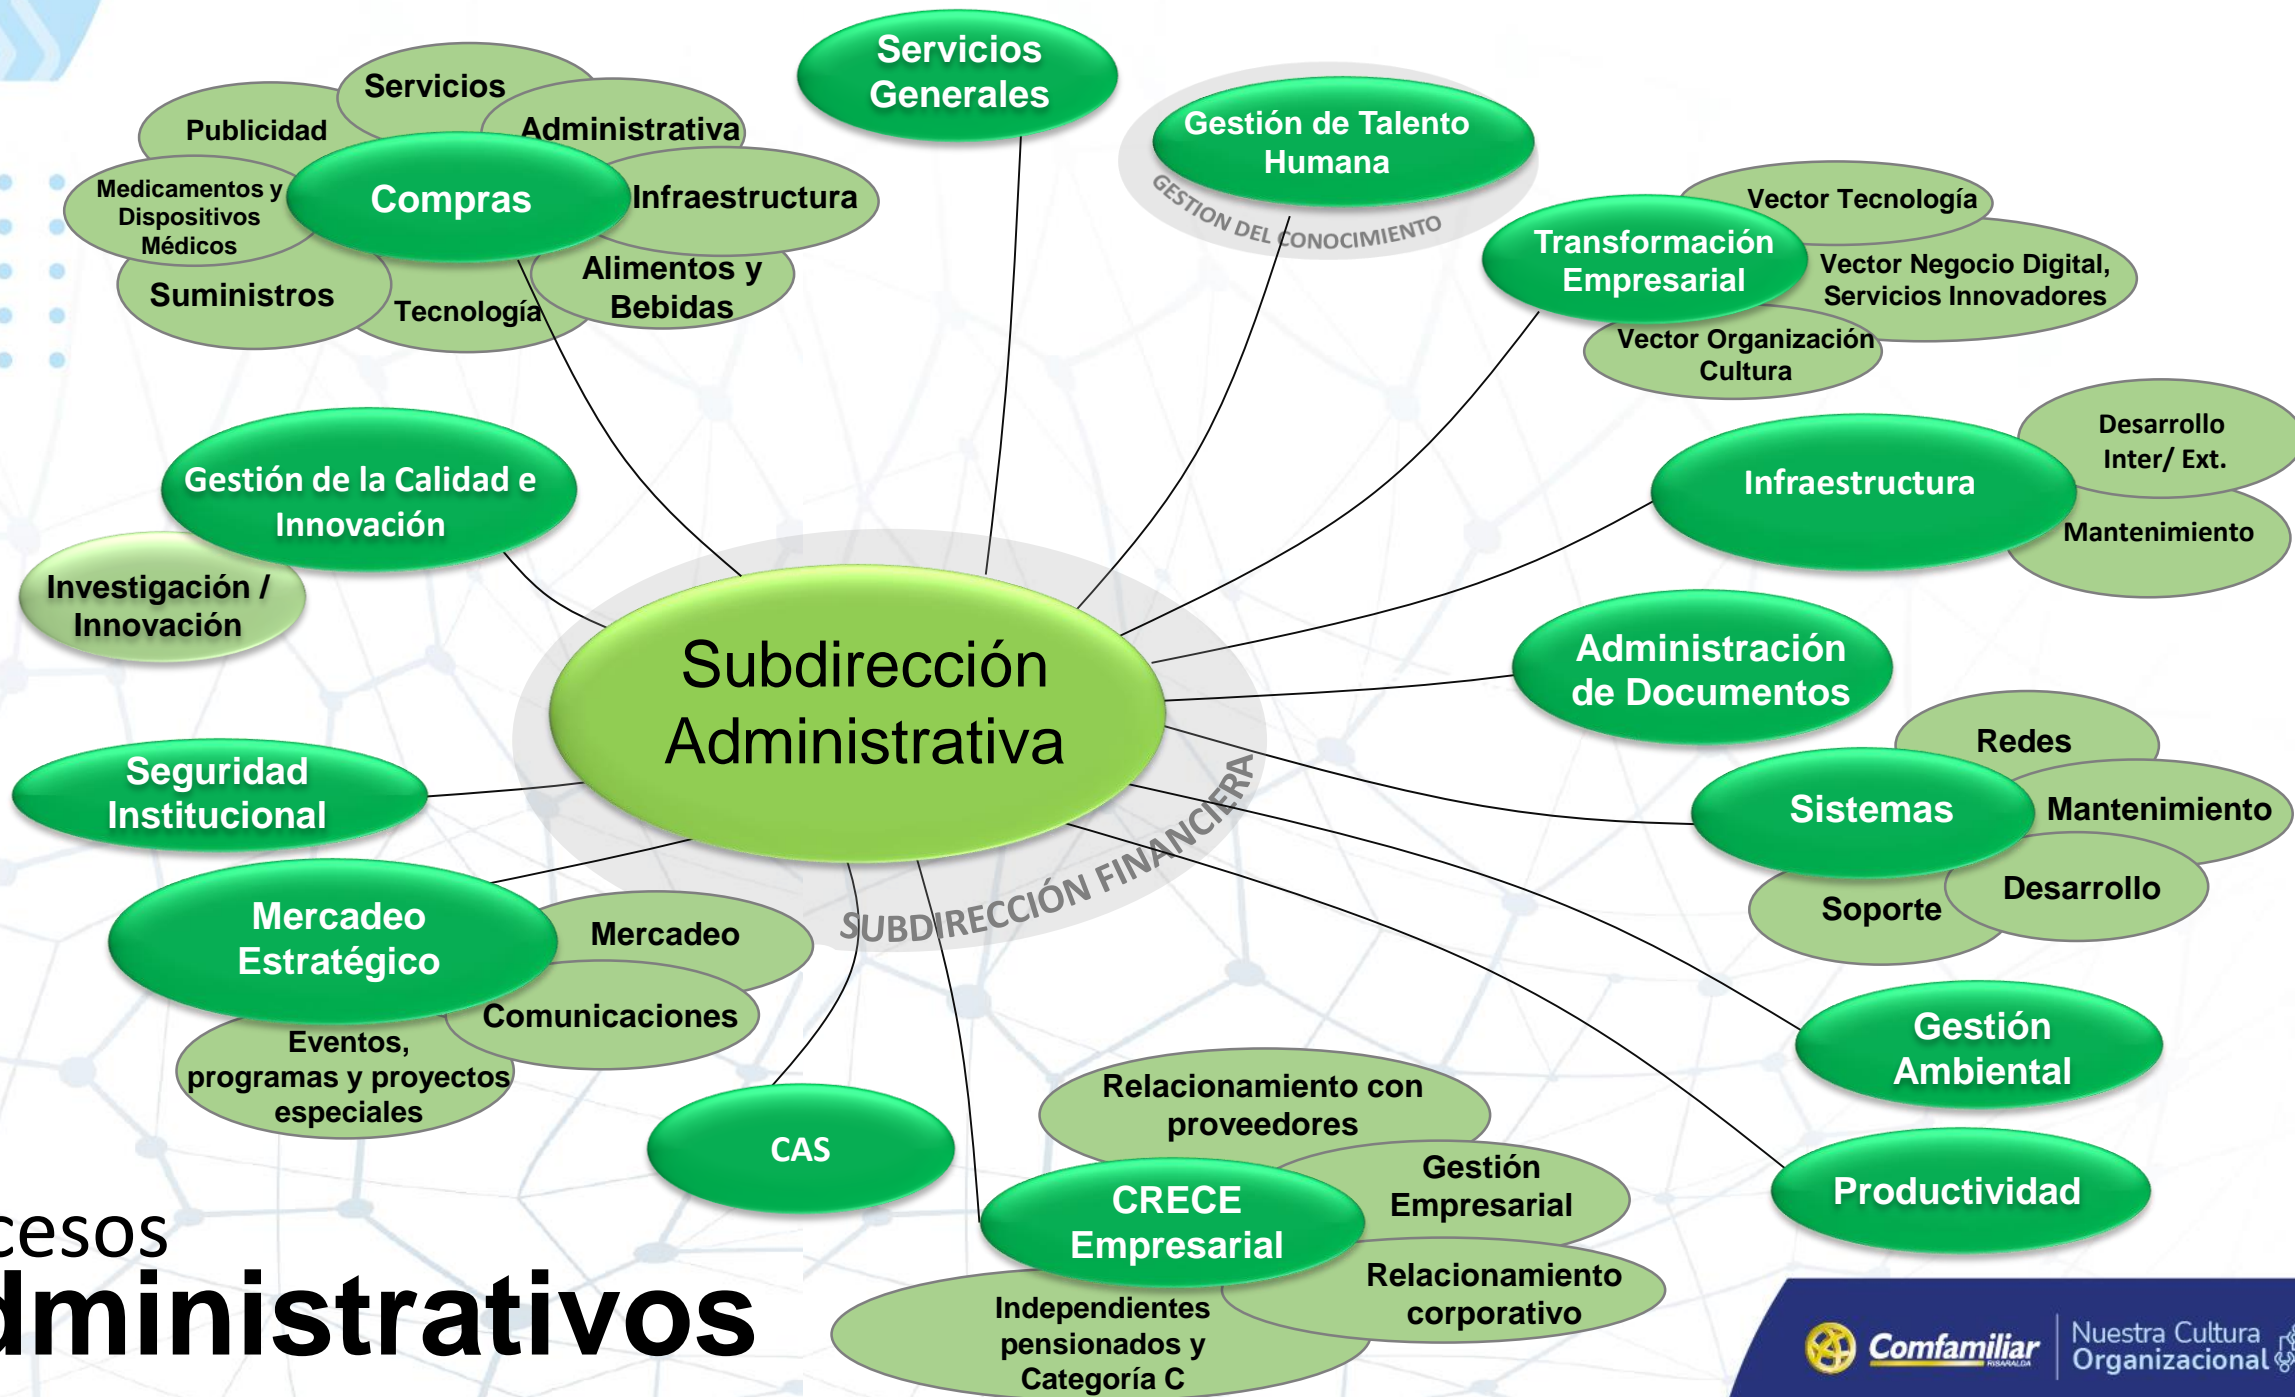 Servicios
Generales
Servicios
Publicidad
Administrativa
Medicamentos y
Dispositivos
Médicos
Compras
Infraestructura
Suministros
Tecnología
Alimentos y
Bebidas
Gestión de Talento
Humana
GESTION DEL CONOCIMIENTO
Vector Tecnología
Transformación
Empresarial
Vector Negocio Digital,
Servicios Innovadores
Vector Organización
Cultura
Desarrollo
Inter/ Ext.
Infraestructura
Mantenimiento
Gestión de la Calidad e
Innovación
Investigación /
Innovación
Subdirección
Administrativa
SUBDIRECCIÓN FINANCIERA
Administración
de Documentos
Redes
Sistemas
Mantenimiento
Desarrollo
Soporte
Seguridad
Institucional
Mercadeo
Estratégico
Mercadeo
Comunicaciones
Eventos,
programas y proyectos
especiales
Gestión
Ambiental
CAS
Relacionamiento con
proveedores
Gestión
Empresarial
CRECE
Empresarial
Relacionamiento
corporativo
Independientes
pensionados y
Categoría C
Productividad
cesos
dministrativos
Comfamiliar
RISARALDA
Nuestra Cultura
Organizacional